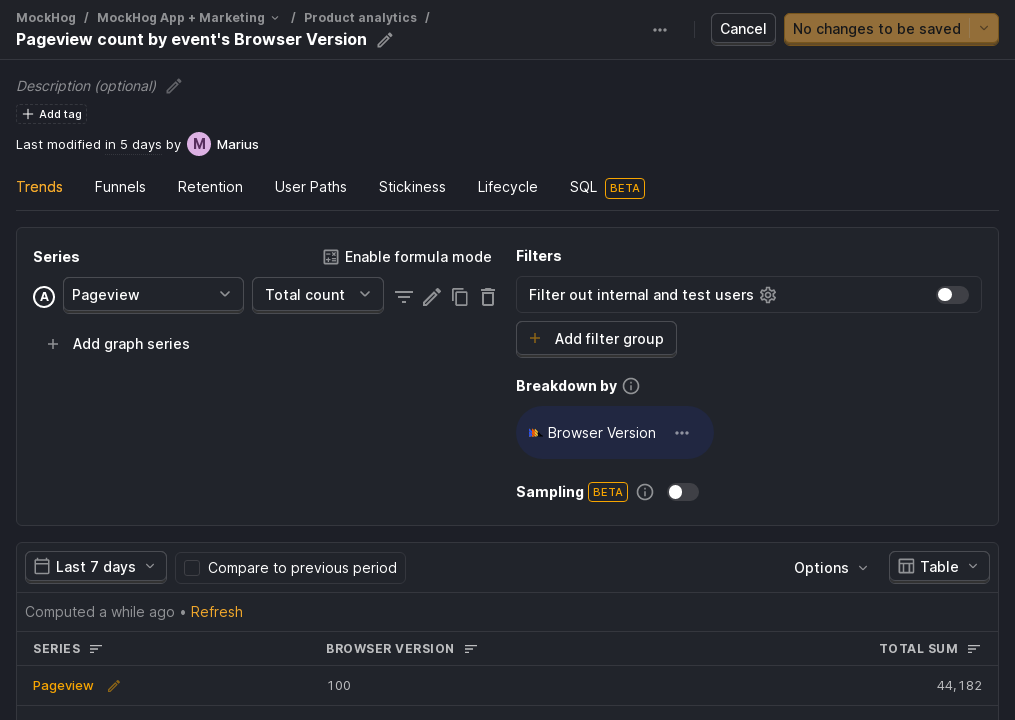 MockHog / MockHog App + Marketing / Product analytics /
Pageview count by event's Browser Version
Cancel
No changes to be saved
Description (optional)
Add tag
Last modified in 5 days by M Marius
Trends Funnels Retention User Paths Stickiness Lifecycle SQL BETA
Series
Enable formula mode
A Pageview Total count
Add graph series
Filters
Filter out internal and test users
Add filter group
Breakdown by
Browser Version
Sampling BETA
Last 7 days Compare to previous period Options Table
Computed a while ago • Refresh
SERIES BROWSER VERSION TOTAL SUM
Pageview 100 44,182